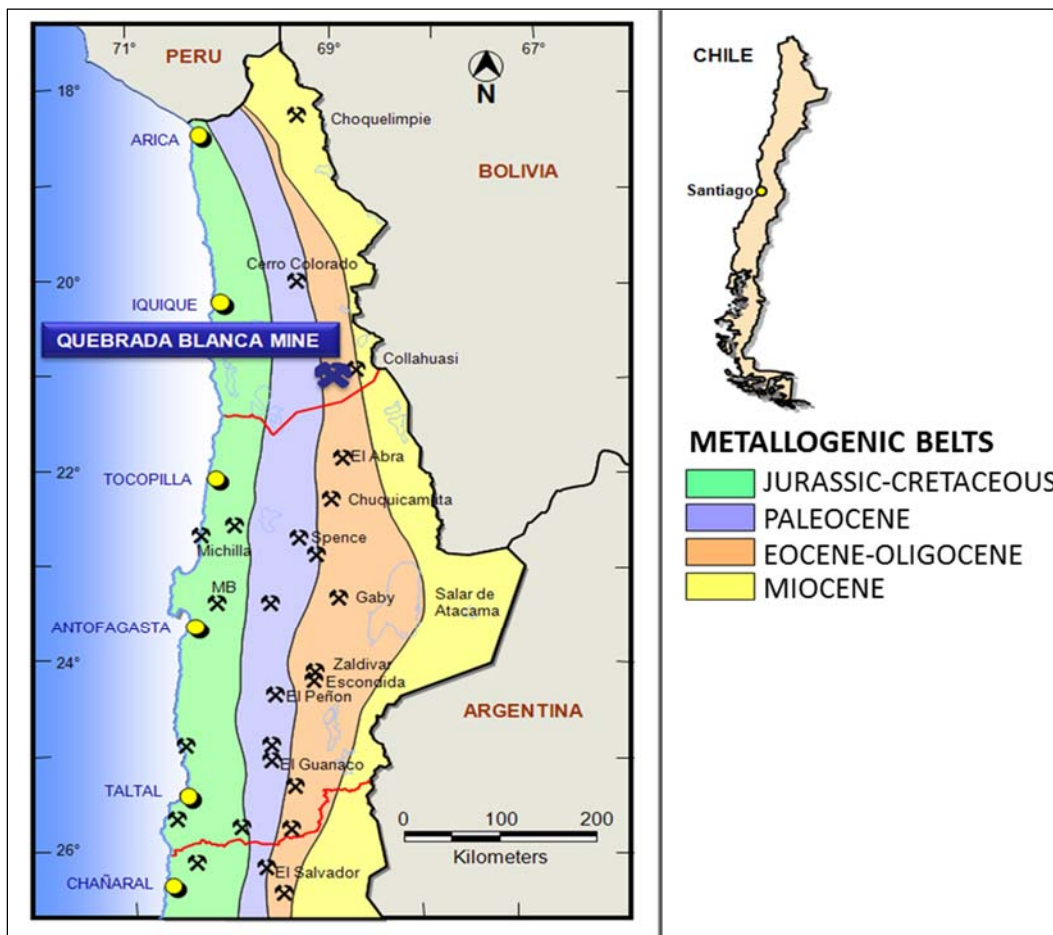 71°
69°
67°
PERU
N
18°
Choquelimpie
ARICA
BOLIVIA
Cerro Colorado
20°
IQUIQUE
QUEBRADA BLANCA MINE
Collahuasi
El Abra
22°
TOCOPILLA
Chuquicamata
Spence
Michilla
MB
Gaby
Salar de
Atacama
ANTOFAGASTA
24°
Zaldivar
Escondida
El Peñon
ARGENTINA
El Guanaco
TALTAL
0 100 200
Kilometers
26°
El Salvador
CHAÑARAL
CHILE
Santiago
METALLOGENIC BELTS
JURASSIC-CRETACEOUS
PALEOCENE
EOCENE-OLIGOCENE
MIOCENE